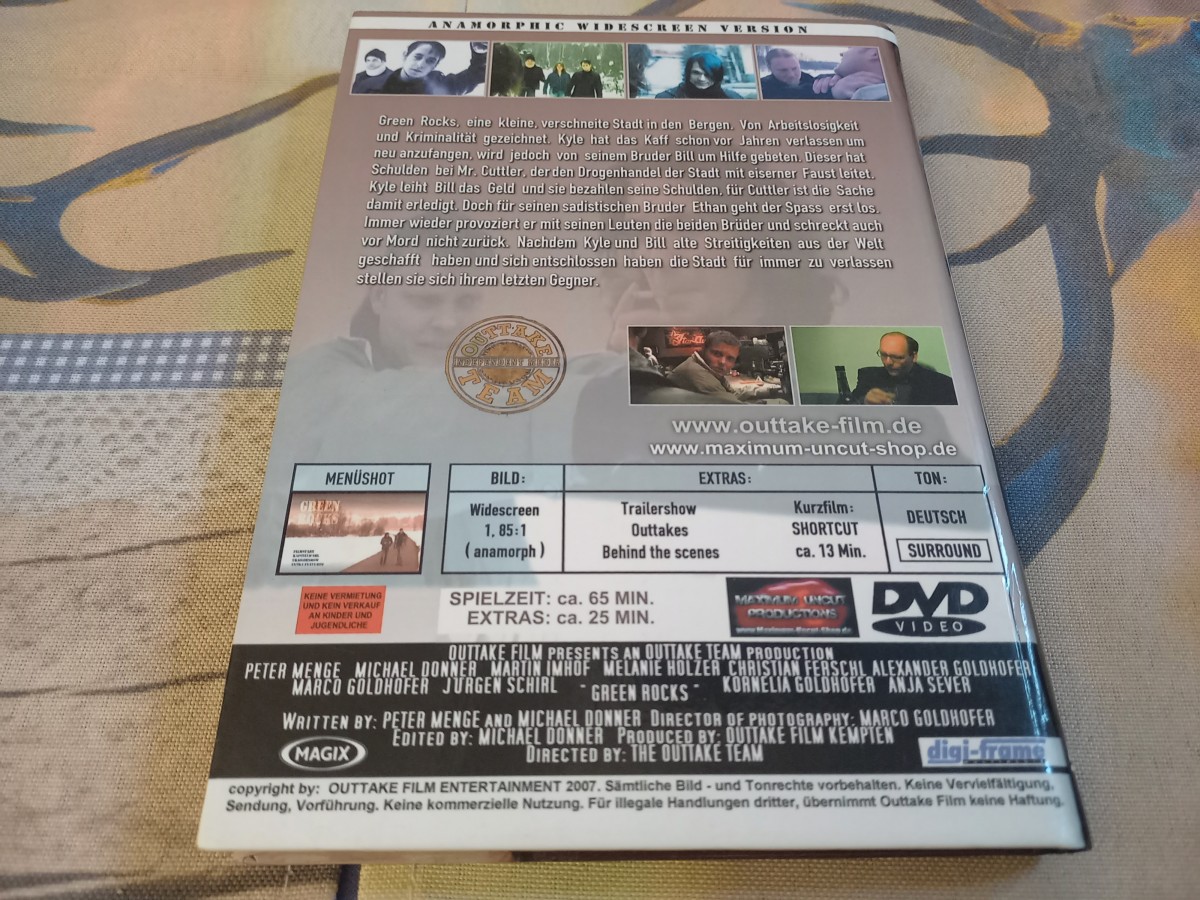 ANAMORPHIC WIDESCREEN VERSION
Green Rocks, eine kleine, verschneite Stadt in den Bergen. Von Arbeitslosigkeit
und Kriminalität gezeichnet. Kyle hat das Kaff schon vor Jahren verlassen um
neu anzufangen, wird jedoch von seinem Bruder Bill um Hilfe gebeten. Dieser hat
Schulden bei Mr. Cuttler, der den Drogenhandel der Stadt mit eiserner Faust leitet.
Kyle leiht Bill das Geld und sie bezahlen seine Schulden, für Cuttler ist die Sache
damit erledigt. Doch für seinen sadistischen Bruder Ethan geht der Spass erst los.
Immer wieder provoziert er mit seinen Leuten die beiden Brüder und schreckt auch
vor Mord nicht zurück. Nachdem Kyle und Bill alte Streitigkeiten aus der Welt
geschafft haben und sich entschlossen haben die Stadt für immer zu verlassen
stellen sie sich ihrem letzten Gegner.
OUTTAKE
INDEPENDENT MEDIA
TEAM
www.outtake-film.de
www.maximum-uncut-shop.de
MENÜSHOT
GREEN
ROCKS
BILD:
Widescreen
1, 85:1
( anamorph )
EXTRAS:
Trailershow
Outtakes
Behind the scenes
Kurzfilm:
SHORTCUT
ca. 13 Min.
TON:
DEUTSCH
SURROUND
KEINE VERMIETUNG
UND KEIN VERKAUF
AN KINDER UND
JUGENDLICHE
SPIELZEIT: ca. 65 MIN.
EXTRAS: ca. 25 MIN.
MAXIMUM UNCUT
PRODUCTIONS
www.Maximum-Uncut-Shop.de
DVD
VIDEO
OUTTAKE FILM PRESENTS AN OUTTAKE TEAM PRODUCTION
PETER MENGE MICHAEL DONNER MARTIN IMHOF MELANIE HOLZER CHRISTIAN FERSCHL ALEXANDER GOLDHOFER
MARCO GOLDHOFER JÜRGEN SCHIRL "GREEN ROCKS" KORNELIA GOLDHOFER ANJA SEVER
WRITTEN BY: PETER MENGE AND MICHAEL DONNER DIRECTOR OF PHOTOGRAPHY: MARCO GOLDHOFER
EDITED BY: MICHAEL DONNER PRODUCED BY: OUTTAKE FILM KEMPTEN
DIRECTED BY: THE OUTTAKE TEAM
MAGIX
digi-frame
copyright by: OUTTAKE FILM ENTERTAINMENT 2007. Sämtliche Bild - und Tonrechte vorbehalten. Keine Vervielfältigung,
Sendung, Vorführung. Keine kommerzielle Nutzung. Für illegale Handlungen dritter, übernimmt Outtake Film keine Haftung.